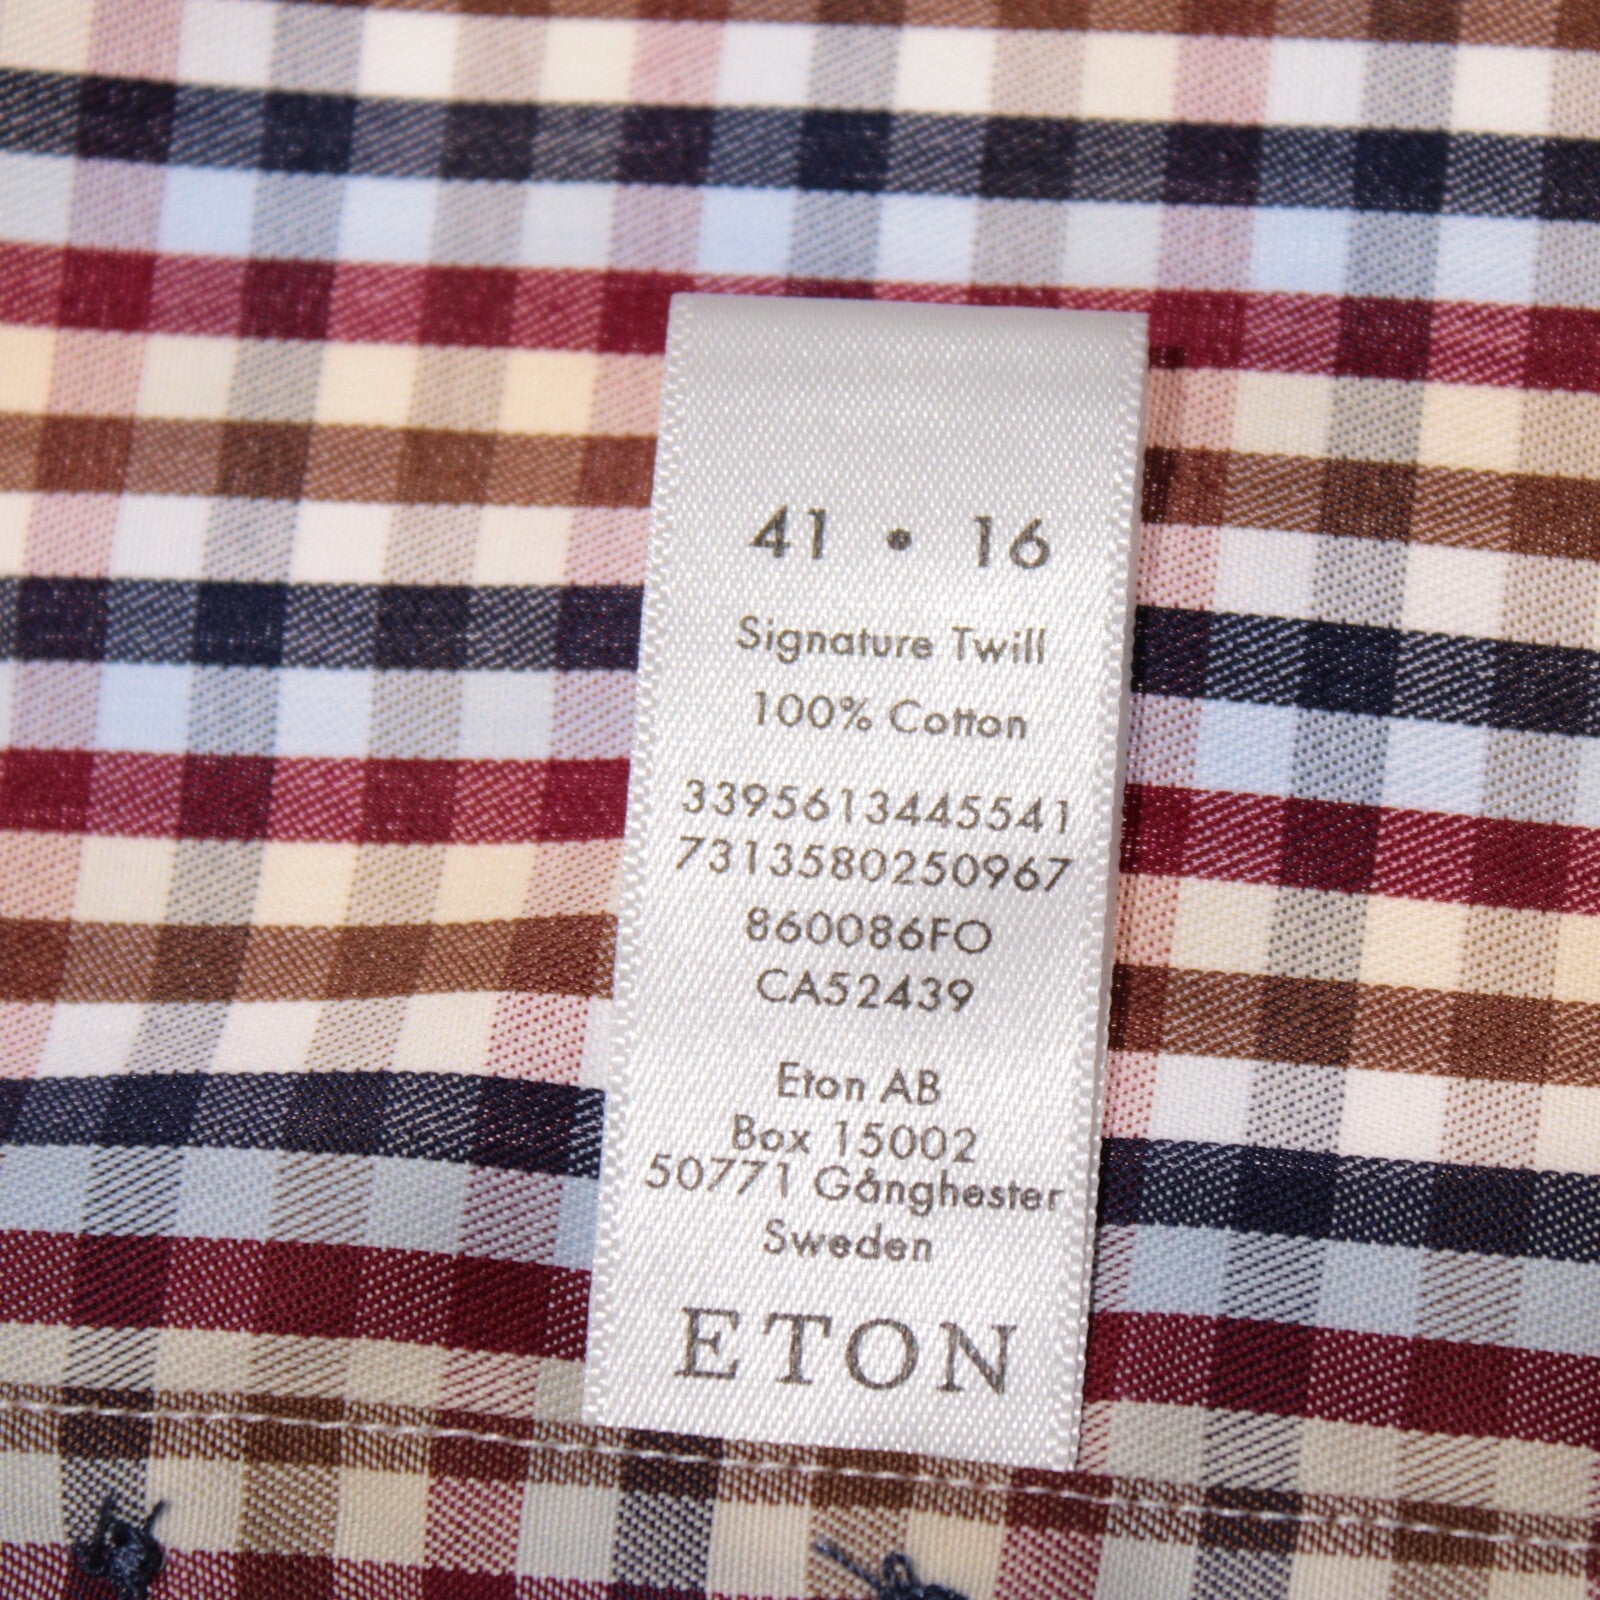 41 • 16
Signature Twill
100% Cotton
3395613445541
7313580250967
860086FO
CA52439
Eton AB
Box 15002
50771 Gånghester
Sweden
ETON